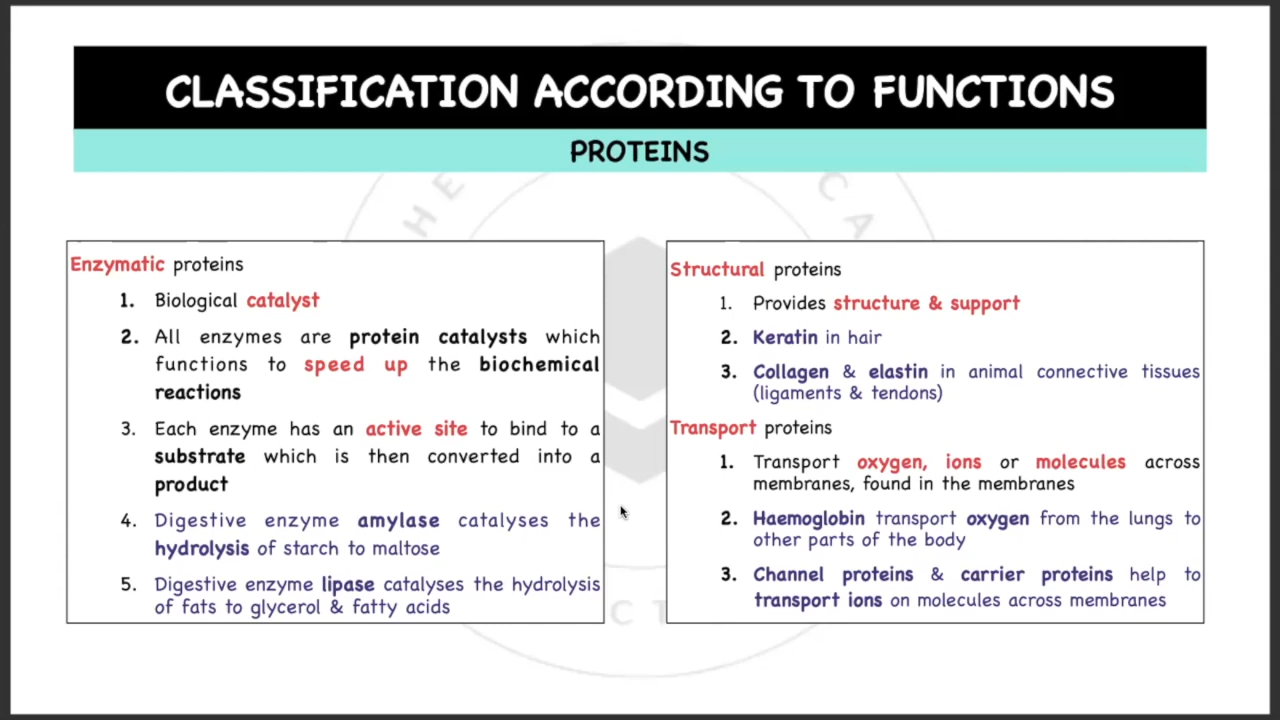 CLASSIFICATION ACCORDING TO FUNCTIONS
PROTEINS
HE
CA
Enzymatic proteins
1. Biological catalyst
2. All enzymes are protein catalysts which
functions to speed up the biochemical
reactions
3. Each enzyme has an active site to bind to a
substrate which is then converted into a
product
4. Digestive enzyme amylase catalyses the
hydrolysis of starch to maltose
5. Digestive enzyme lipase catalyses the hydrolysis
of fats to glycerol & fatty acids
Structural proteins
1. Provides structure & support
2. Keratin in hair
3. Collagen & elastin in animal connective tissues
(ligaments & tendons)
Transport proteins
1. Transport oxygen, ions or molecules across
membranes, found in the membranes
2. Haemoglobin transport oxygen from the lungs to
other parts of the body
3. Channel proteins & carrier proteins help to
transport ions on molecules across membranes
CT